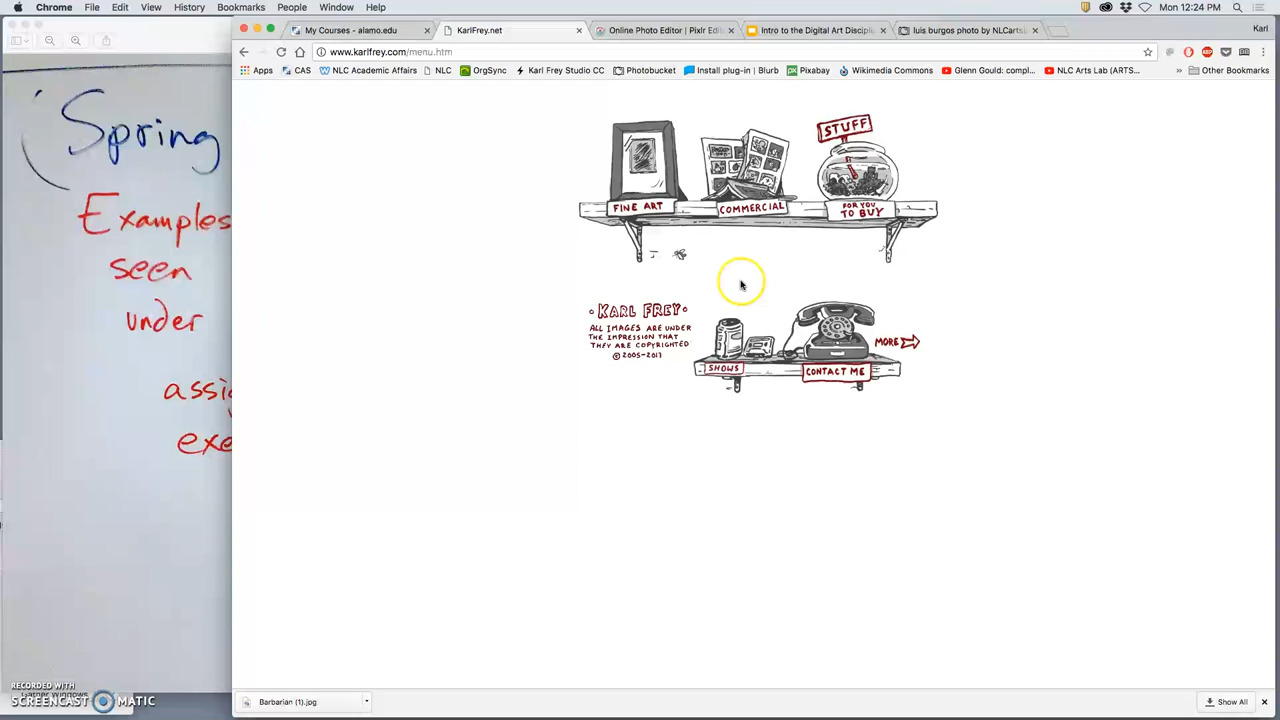 Chrome File Edit View History Bookmarks People Window Help Mon 12:24 PM
My Courses - alamo.edu KarlFrey.net Online Photo Editor | Pixlr Edit Intro to the Digital Art Discipl luis burgos photo by NLCarts Karl
www.karlfrey.com/menu.htm
Apps CAS NLC Academic Affairs NLC OrgSync Karl Frey Studio CC Photobucket Install plug-in | Blurb Pixabay Wikimedia Commons Glenn Gould: compl... NLC Arts Lab (ARTS... » Other Bookmarks
Spring
Examples
seen
under
STUFF
FINE ART COMMERCIAL FOR YOU
TO BUY
• KARL FREY •
ALL IMAGES ARE UNDER
THE IMPRESSION THAT
THEY ARE COPYRIGHTED
© 2005-2013
MORE
SHOWS CONTACT ME
RECORDED WITH
SCREENCAST MATIC
Barbarian (1).jpg Show All